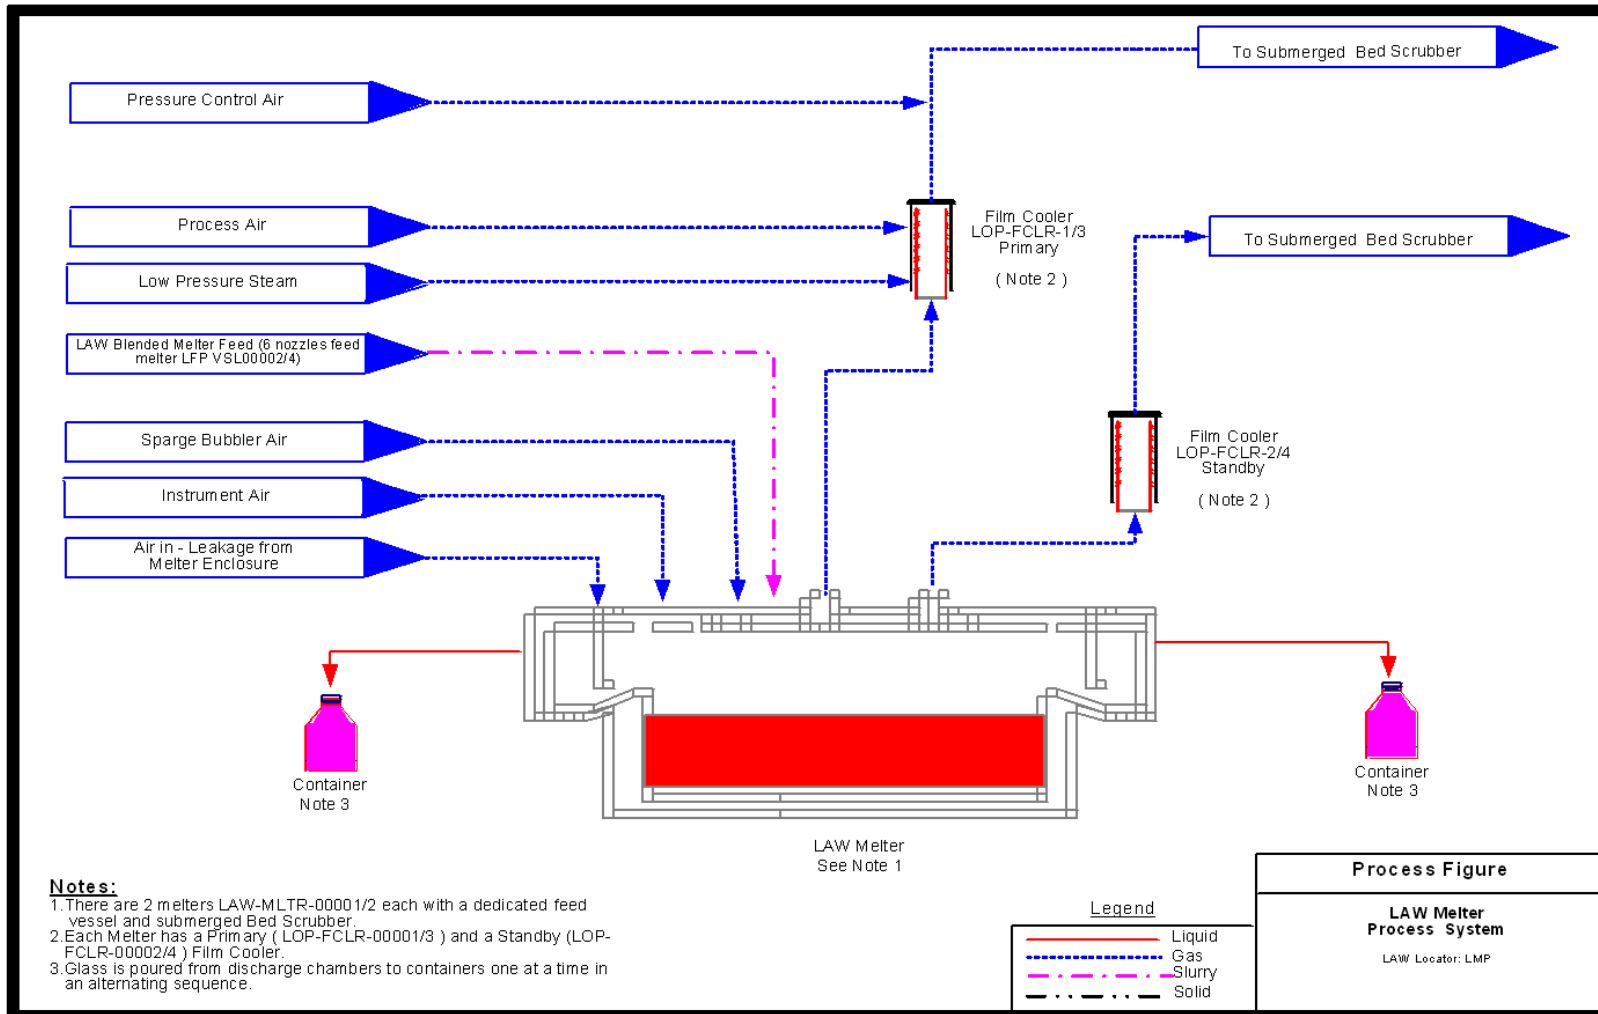 To Submerged Bed Scrubber
Pressure Control Air
Process Air
Film Cooler
LOP-FCLR-1/3
Primary
( Note 2 )
To Submerged Bed Scrubber
Low Pressure Steam
LAW Blended Melter Feed (6 nozzles feed
melter LFP VSL00002/4)
Sparge Bubbler Air
Film Cooler
LOP-FCLR-2/4
Standby
( Note 2 )
Instrument Air
Air in - Leakage from
Melter Enclosure
Container
Note 3
Container
Note 3
LAW Melter
See Note 1
Notes:
1.There are 2 melters LAW-MLTR-00001/2 each with a dedicated feed
vessel and submerged Bed Scrubber.
2.Each Melter has a Primary ( LOP-FCLR-00001/3 ) and a Standby (LOP-
FCLR-00002/4 ) Film Cooler.
3.Glass is poured from discharge chambers to containers one at a time in
an alternating sequence.
Legend
Liquid
Gas
Slurry
Solid
Process Figure
LAW Melter
Process System
LAW Locator: LMP